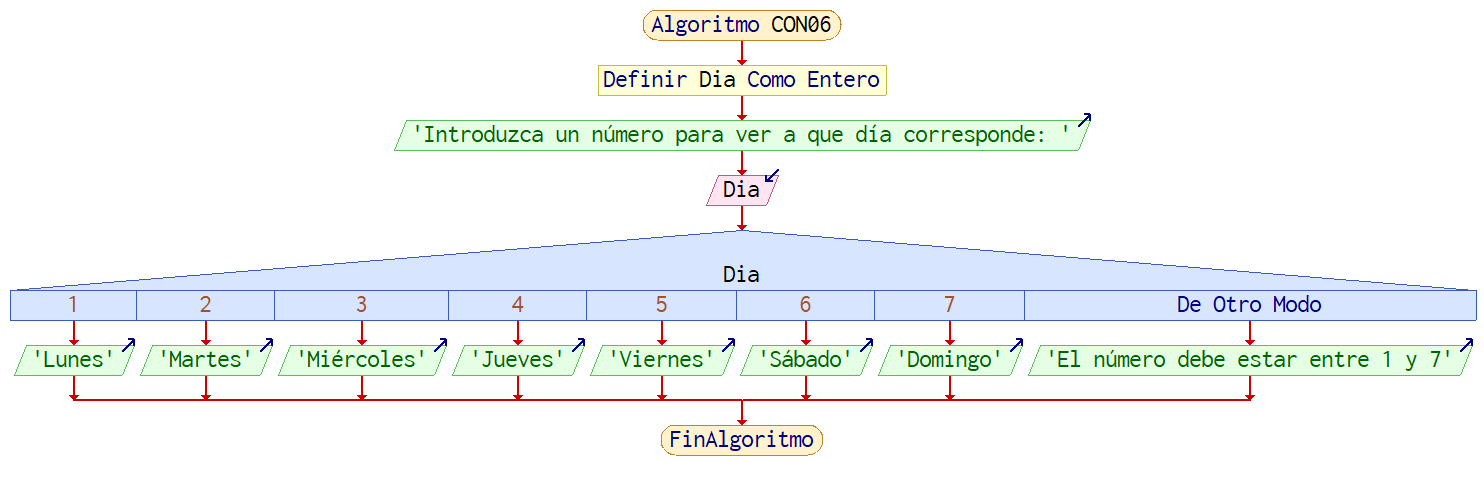 Algoritmo CON06
Definir Dia Como Entero
'Introduzca un número para ver a que día corresponde: '
Dia
Dia
1 2 3 4 5 6 7 De Otro Modo
'Lunes' 'Martes' 'Miércoles' 'Jueves' 'Viernes' 'Sábado' 'Domingo' 'El número debe estar entre 1 y 7'
FinAlgoritmo